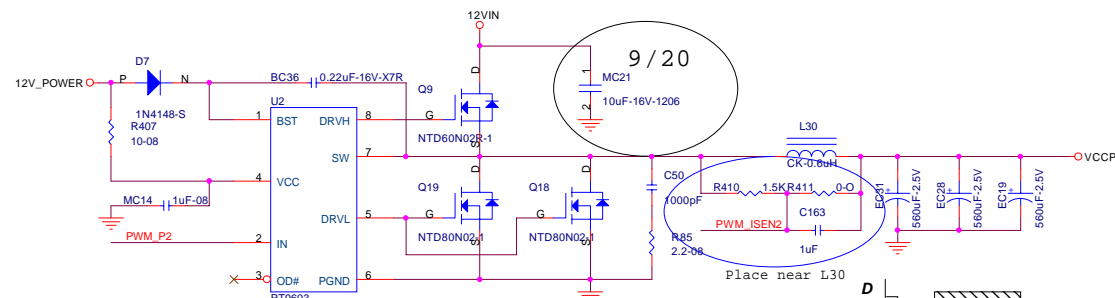 12VIN
9/20
D7
12V_POWER
P
N
BC36
0.22uF-16V-X7R
1
MC21
2
10uF-16V-1206
D
Q9
1N4148-S
R407
10-08
U2
1
BST
DRVH
8
G
NTD60N02R-1
S
L30
SW
7
CK-0.6uH
VCCP
4
VCC
D
D
C50
1000pF
R410
1.5K
R411
0-O
EC31
560uF-2.5V
EC28
560uF-2.5V
EC19
560uF-2.5V
MC14
1uF-08
Q19
Q18
DRVL
5
G
G
PWM_ISEN2
C163
1uF
PWM_P2
2
IN
NTD80N02-1
NTD80N02-1
S
S
R85
2.2-08
Place near L30
3
OD#
PGND
6
D